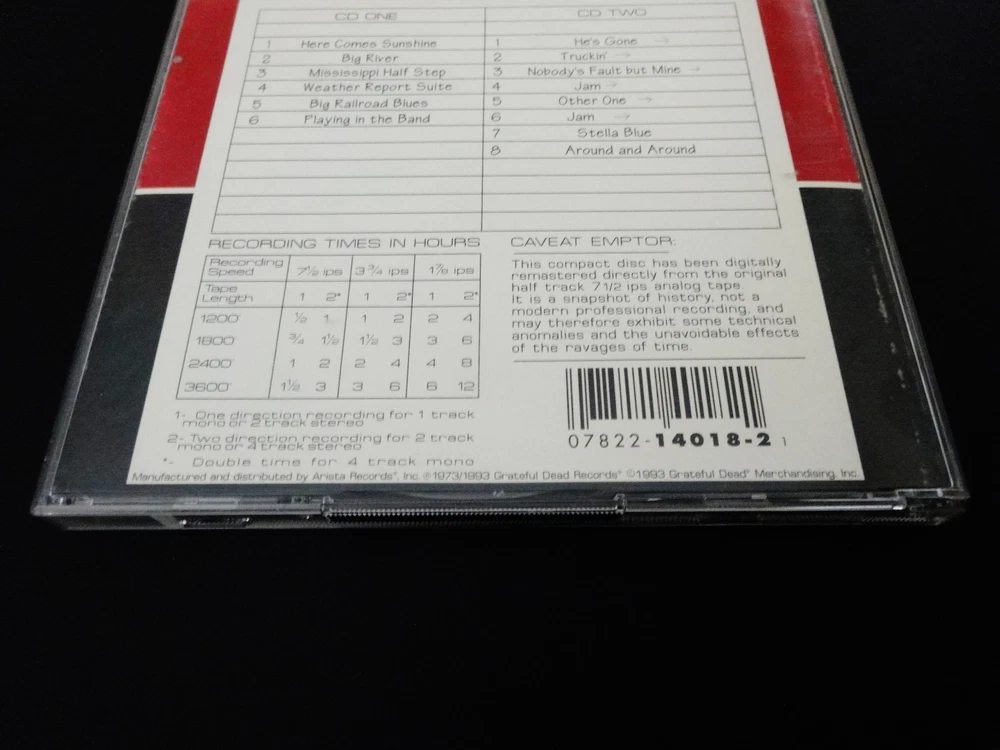 CD ONE
1 Here Comes Sunshine
2 Big River
3 Mississippi Half Step
4 Weather Report Suite
5 Big Railroad Blues
6 Playing in the Band
CD TWO
1 He's Gone →
2 Truckin' →
3 Nobody's Fault but Mine →
4 Jam →
5 Other One →
6 Jam →
7 Stella Blue
8 Around and Around
RECORDING TIMES IN HOURS
Recording Speed 7½ ips 3¾ ips 1⅞ ips
Tape Length 1 2* 1 2* 1 2*
1200' ½ 1 1 2 2 4
1800' ¾ 1½ 1½ 3 3 6
2400' 1 2 2 4 4 8
3600' 1½ 3 3 6 6 12
1- One direction recording for 1 track
mono or 2 track stereo
2- Two direction recording for 2 track
mono or 4 track stereo
*- Double time for 4 track mono
CAVEAT EMPTOR:
This compact disc has been digitally
remastered directly from the original
half track 7 1/2 ips analog tape.
It is a snapshot of history, not a
modern professional recording, and
may therefore exhibit some technical
anomalies and the unavoidable effects
of the ravages of time.
07822-14018-2 1
Manufactured and distributed by Arista Records®, Inc. ℗1973/1993 Grateful Dead Records® ©1993 Grateful Dead® Merchandising, Inc.